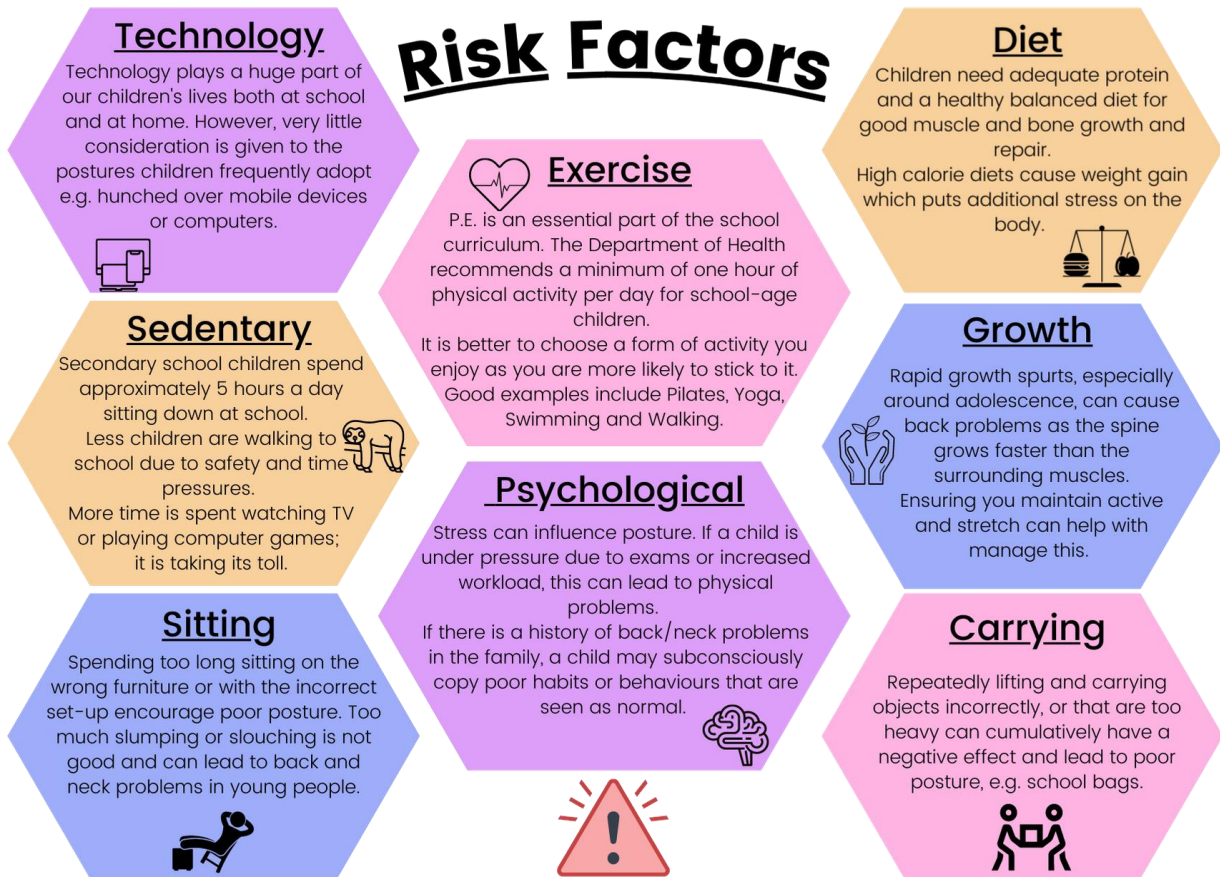 Risk Factors
Technology
Technology plays a huge part of
our children's lives both at school
and at home. However, very little
consideration is given to the
postures children frequently adopt
e.g. hunched over mobile devices
or computers.
Sedentary
Secondary school children spend
approximately 5 hours a day
sitting down at school.
Less children are walking to
school due to safety and time
pressures.
More time is spent watching TV
or playing computer games;
it is taking its toll.
Sitting
Spending too long sitting on the
wrong furniture or with the incorrect
set-up encourage poor posture. Too
much slumping or slouching is not
good and can lead to back and
neck problems in young people.
Exercise
P.E. is an essential part of the school
curriculum. The Department of Health
recommends a minimum of one hour of
physical activity per day for school-age
children.
It is better to choose a form of activity you
enjoy as you are more likely to stick to it.
Good examples include Pilates, Yoga,
Swimming and Walking.
Psychological
Stress can influence posture. If a child is
under pressure due to exams or increased
workload, this can lead to physical
problems.
If there is a history of back/neck problems
in the family, a child may subconsciously
copy poor habits or behaviours that are
seen as normal.
Diet
Children need adequate protein
and a healthy balanced diet for
good muscle and bone growth and
repair.
High calorie diets cause weight gain
which puts additional stress on the
body.
Growth
Rapid growth spurts, especially
around adolescence, can cause
back problems as the spine
grows faster than the
surrounding muscles.
Ensuring you maintain active
and stretch can help with
manage this.
Carrying
Repeatedly lifting and carrying
objects incorrectly, or that are too
heavy can cumulatively have a
negative effect and lead to poor
posture, e.g. school bags.